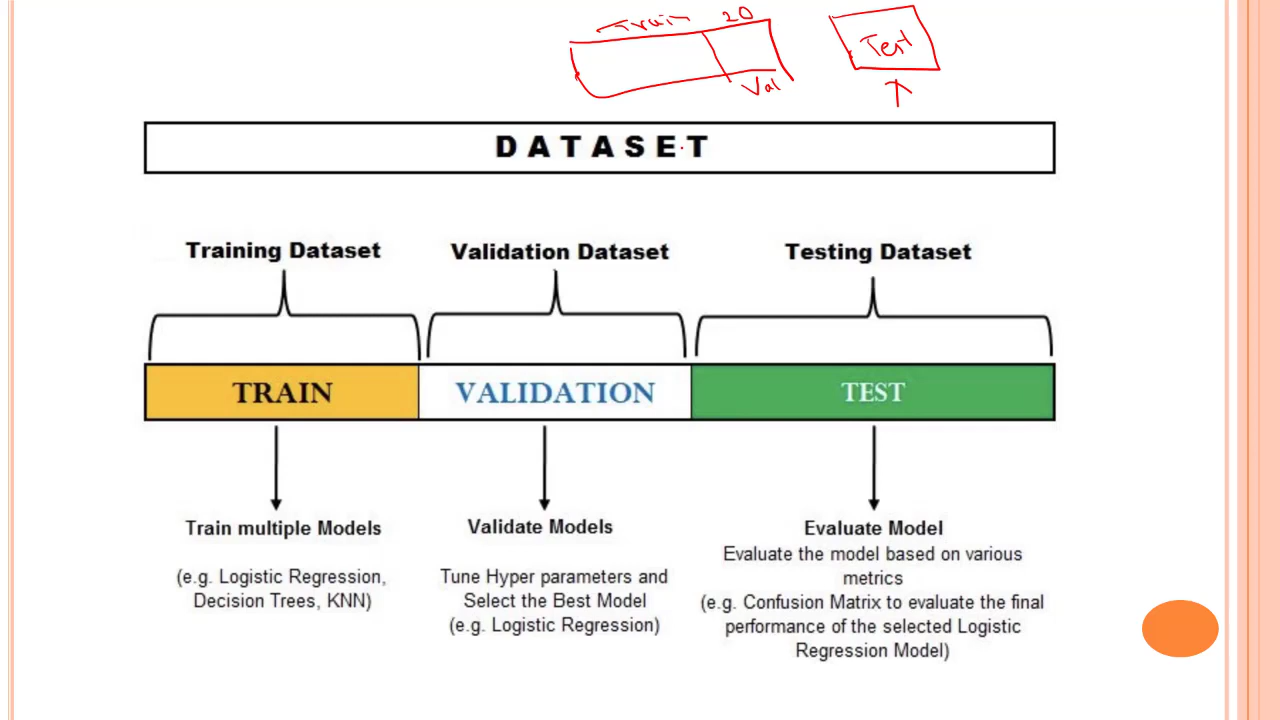 Train 20
Test
Val
DATASET
Training Dataset Validation Dataset Testing Dataset
TRAIN VALIDATION TEST
Train multiple Models
(e.g. Logistic Regression,
Decision Trees, KNN)
Validate Models
Tune Hyper parameters and
Select the Best Model
(e.g. Logistic Regression)
Evaluate Model
Evaluate the model based on various
metrics
(e.g. Confusion Matrix to evaluate the final
performance of the selected Logistic
Regression Model)